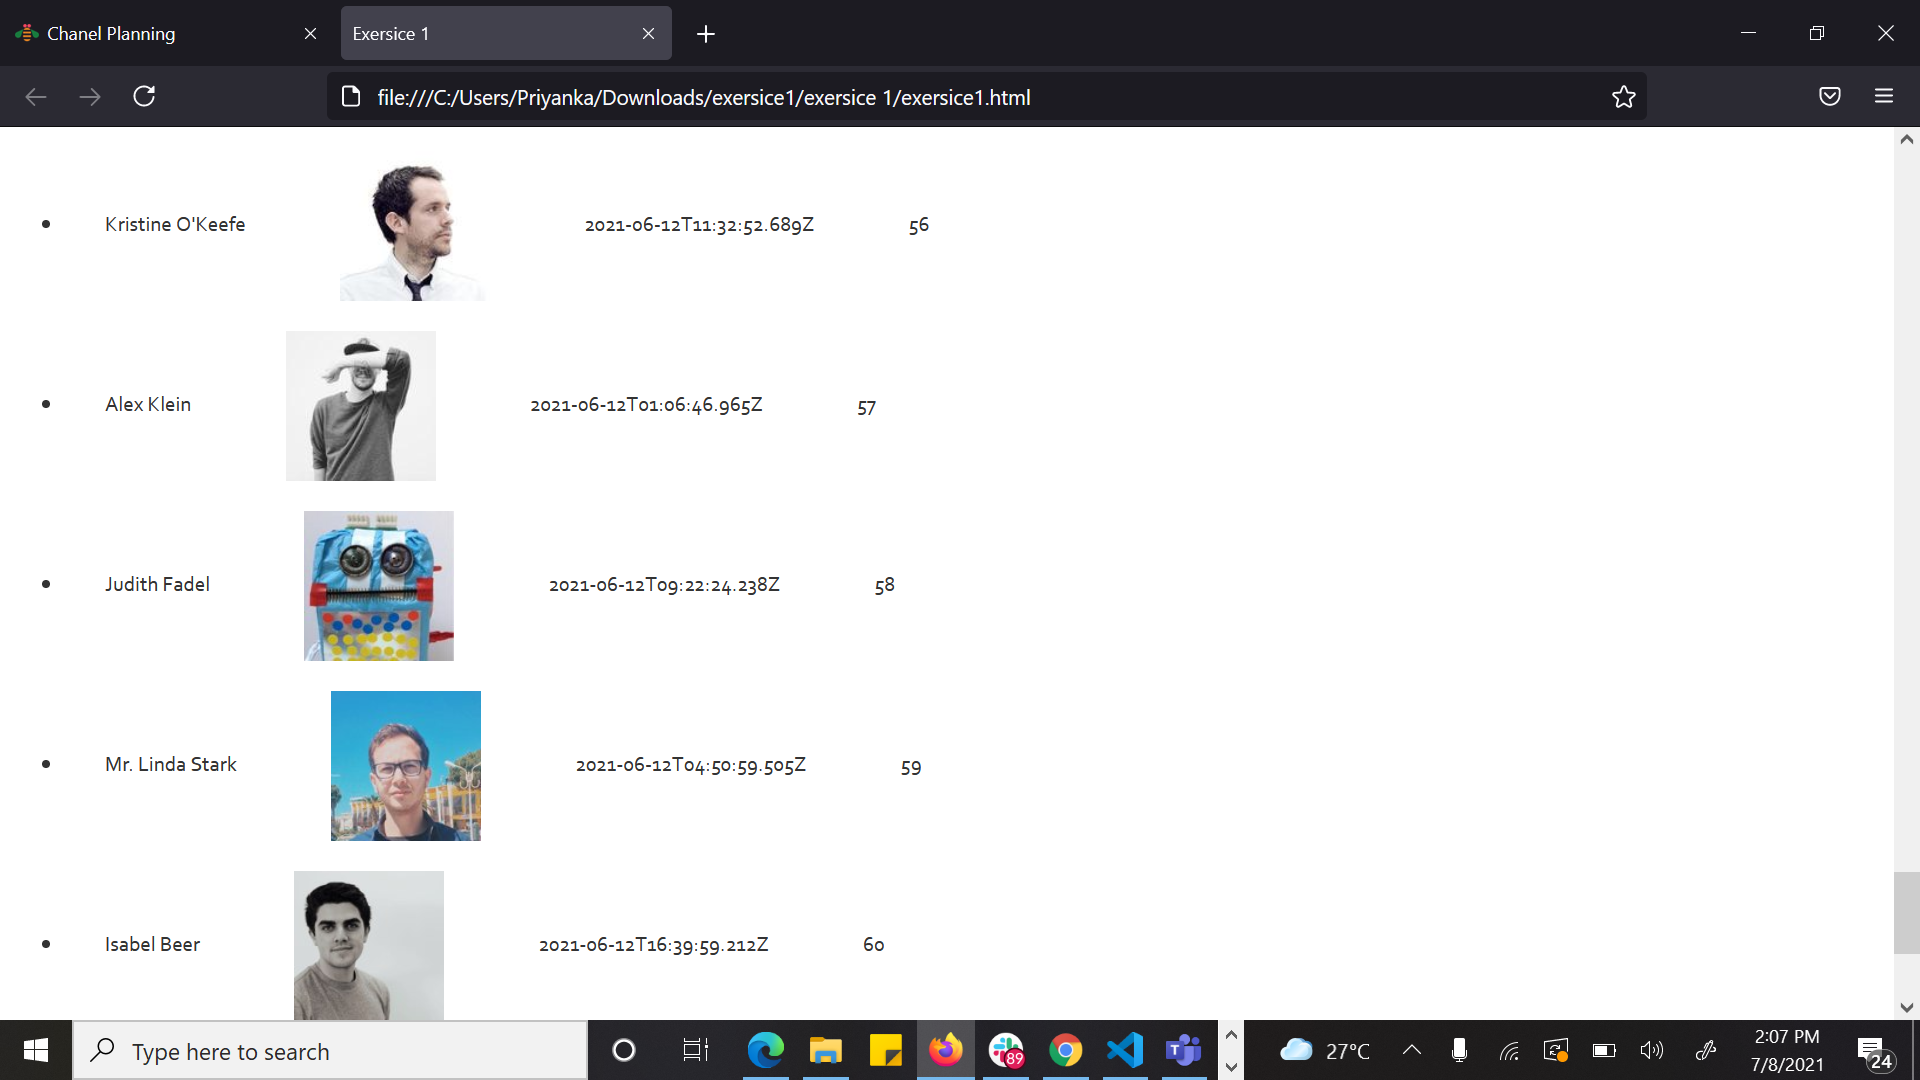 Chanel Planning
Exersice 1
file:///C:/Users/Priyanka/Downloads/exersice1/exersice 1/exersice1.html
Kristine O'Keefe 2021-06-12T11:32:52.689Z 56
Alex Klein 2021-06-12T01:06:46.965Z 57
Judith Fadel 2021-06-12T09:22:24.238Z 58
Mr. Linda Stark 2021-06-12T04:50:59.505Z 59
Isabel Beer 2021-06-12T16:39:59.212Z 60
Type here to search
89
T
27°C
2:07 PM
7/8/2021
24